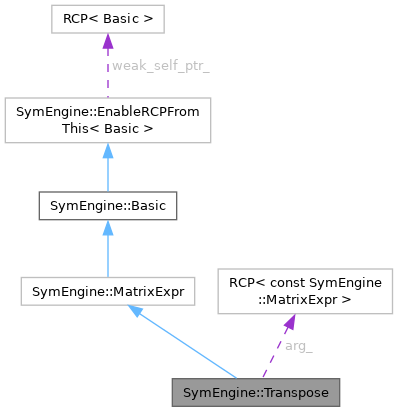 RCP< Basic >
weak_self_ptr_
SymEngine::EnableRCPFrom
This< Basic >
SymEngine::Basic
SymEngine::MatrixExpr
RCP< const SymEngine
::MatrixExpr >
arg_
SymEngine::Transpose